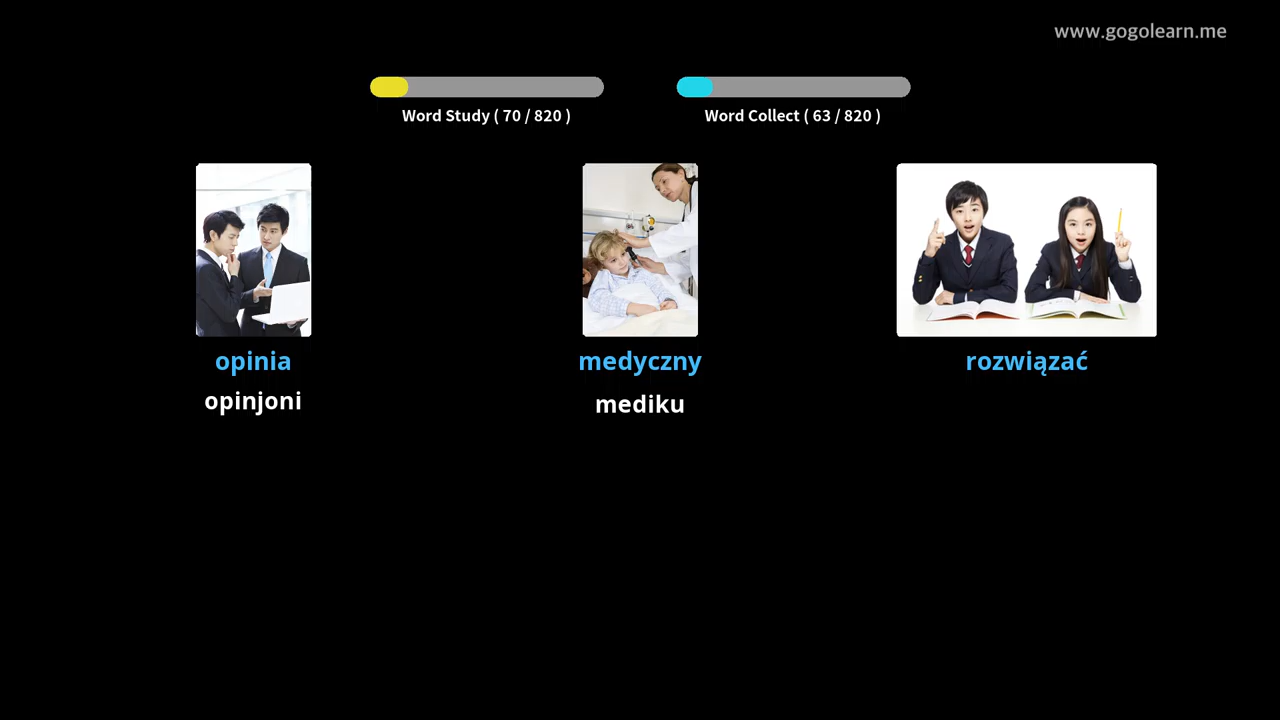 www.gogolearn.me
Word Study ( 70 / 820 )
Word Collect ( 63 / 820 )
opinia
medyczny
rozwiązać
opinjoni
mediku